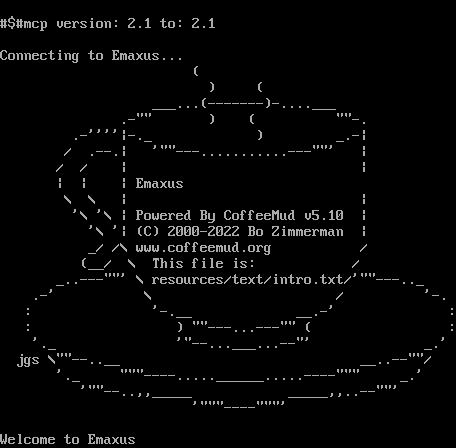 #$#mcp version: 2.1 to: 2.1
Connecting to Emaxus...
Emaxus
Powered By CoffeeMud v5.10
(C) 2000-2022 Bo Zimmerman
www.coffeemud.org
This file is:
resources/text/intro.txt
jgs
Welcome to Emaxus